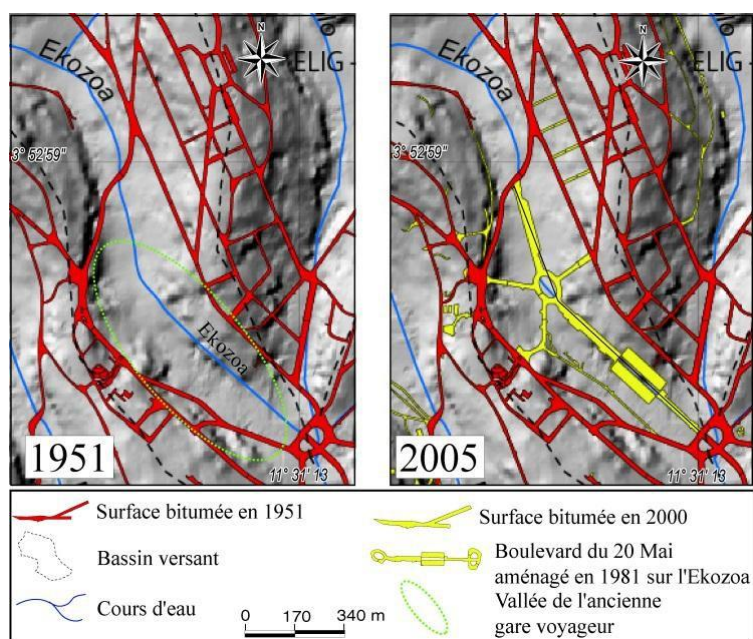 Ekozoa
N
ELIG -
3° 52'59"
Ekozoa
1951
11° 31' 13
Ekozoa
N
ELIG -
3° 52'59"
2005
11° 31' 13
Surface bitumée en 1951
Bassin versant
Cours d'eau
0 170 340 m
Surface bitumée en 2000
Boulevard du 20 Mai
aménagé en 1981 sur l'Ekozoa
Vallée de l'ancienne
gare voyageur